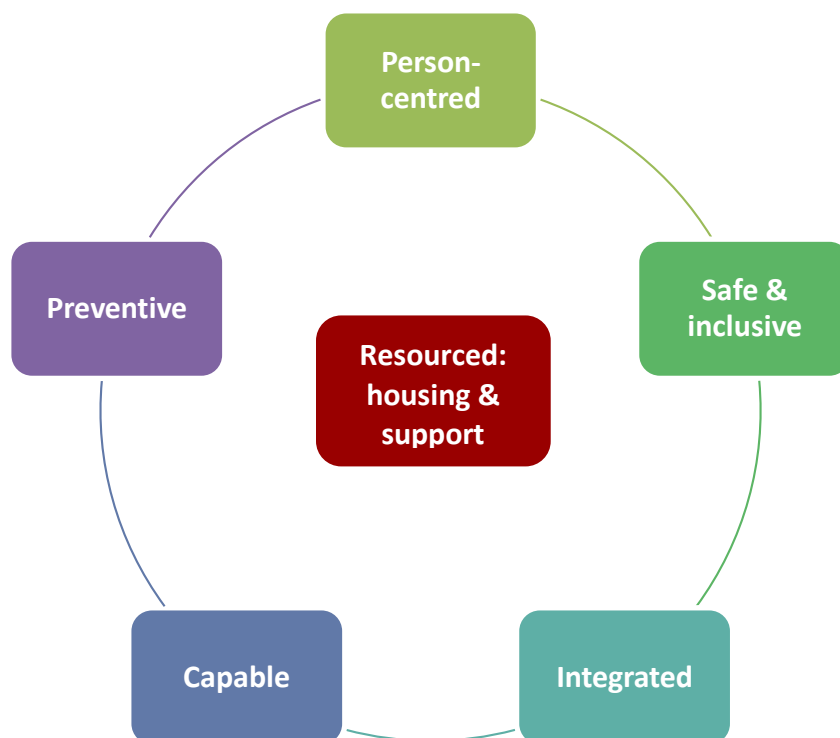 Person-
centred
Safe &
inclusive
Preventive
Resourced:
housing &
support
Capable
Integrated